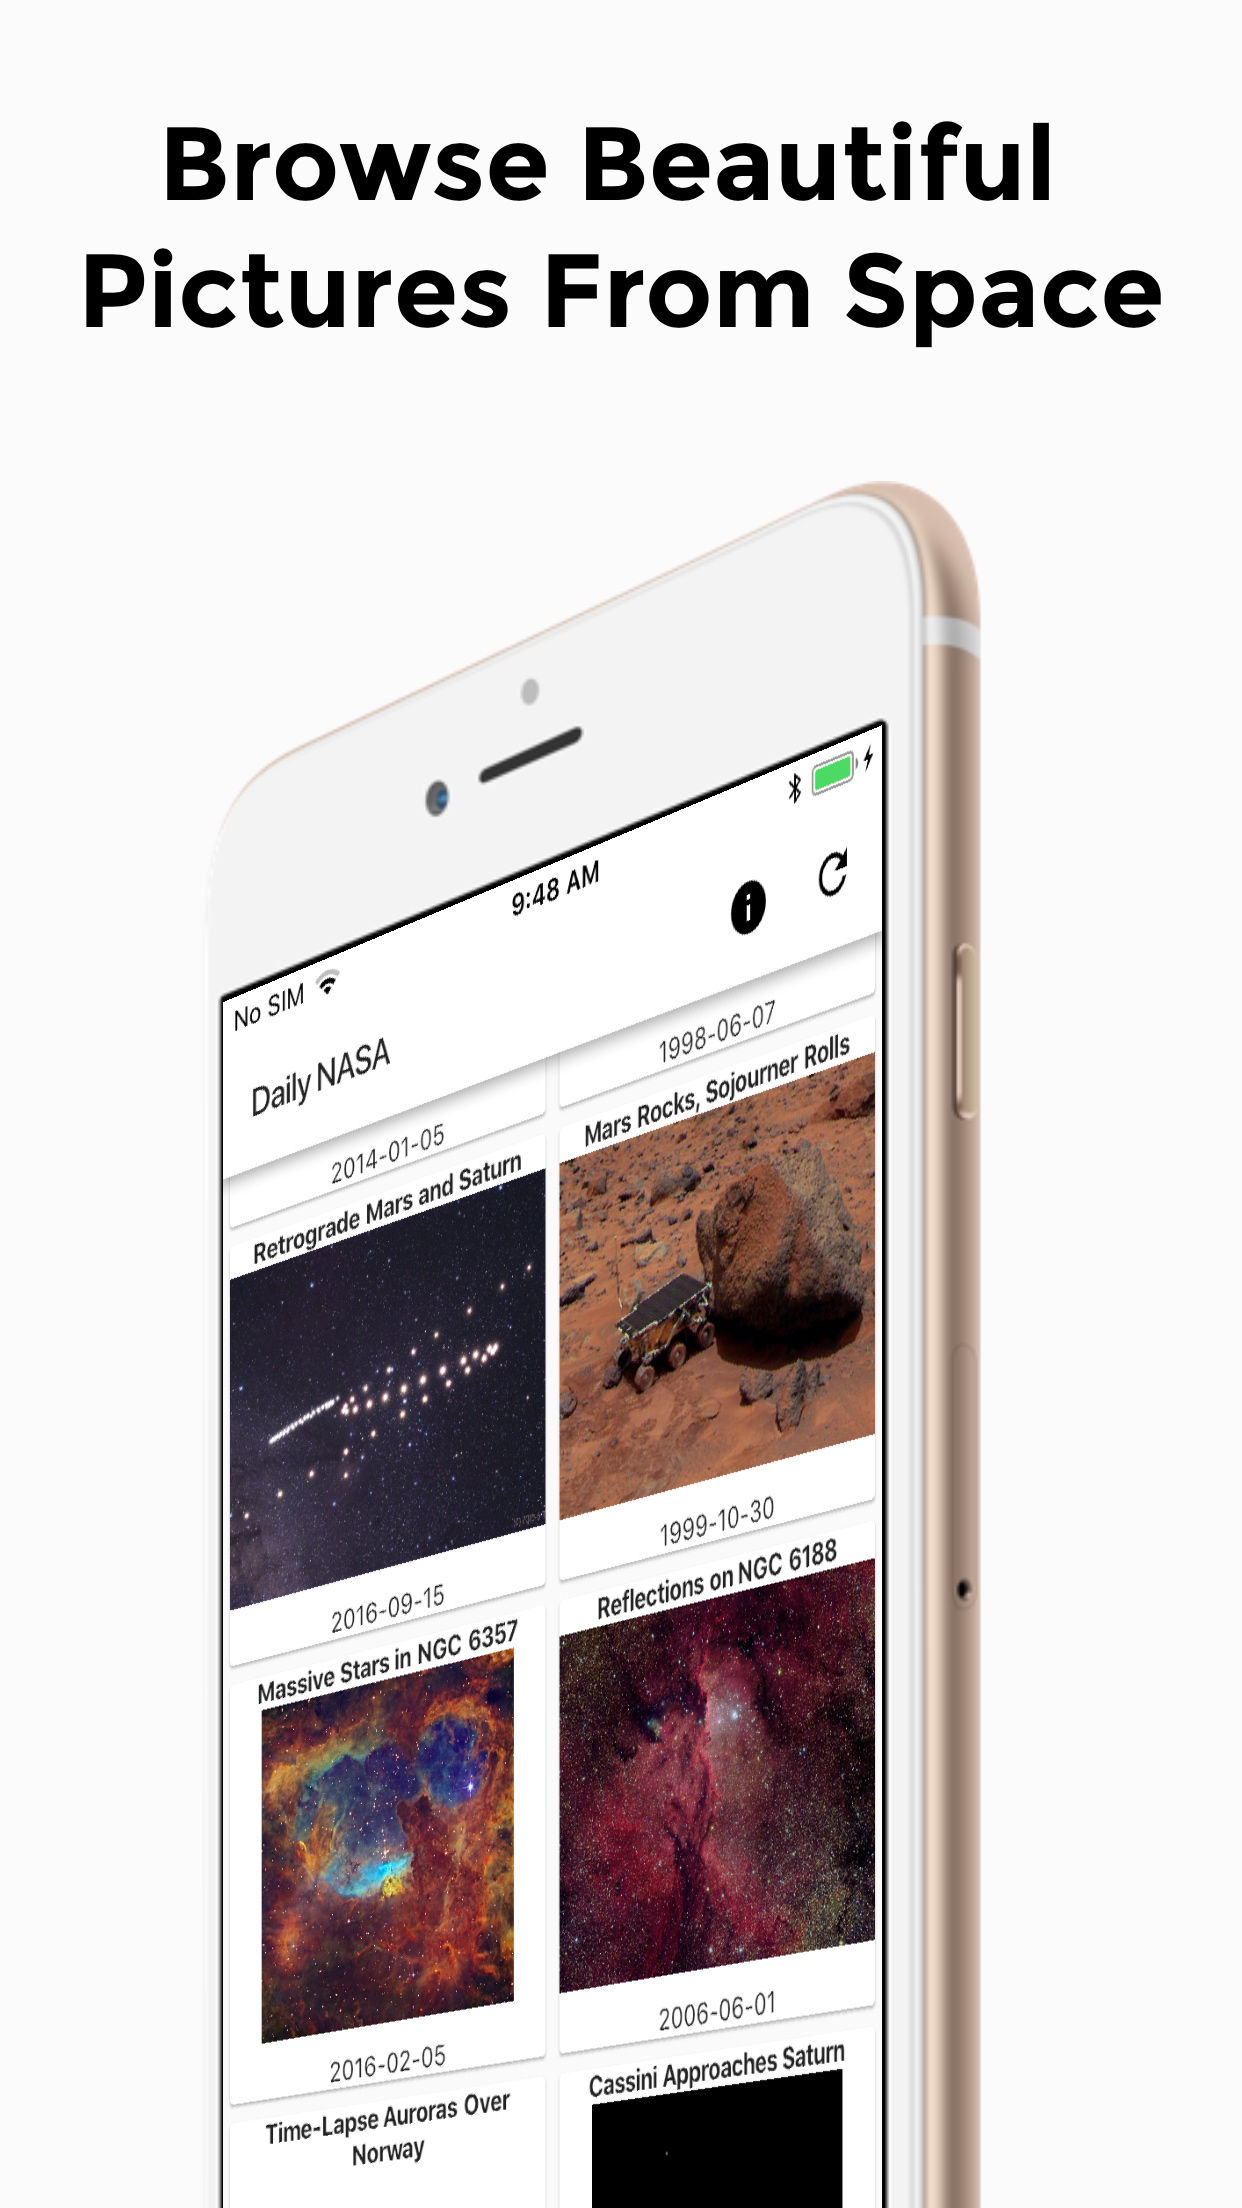 Browse Beautiful
Pictures From Space
No SIM
9:48 AM
Daily NASA
2014-01-05
1998-06-07
Retrograde Mars and Saturn
2016-09-15
Mars Rocks, Sojourner Rolls
1999-10-30
Massive Stars in NGC 6357
2016-02-05
Reflections on NGC 6188
2006-06-01
Time-Lapse Auroras Over
Norway
Cassini Approaches Saturn